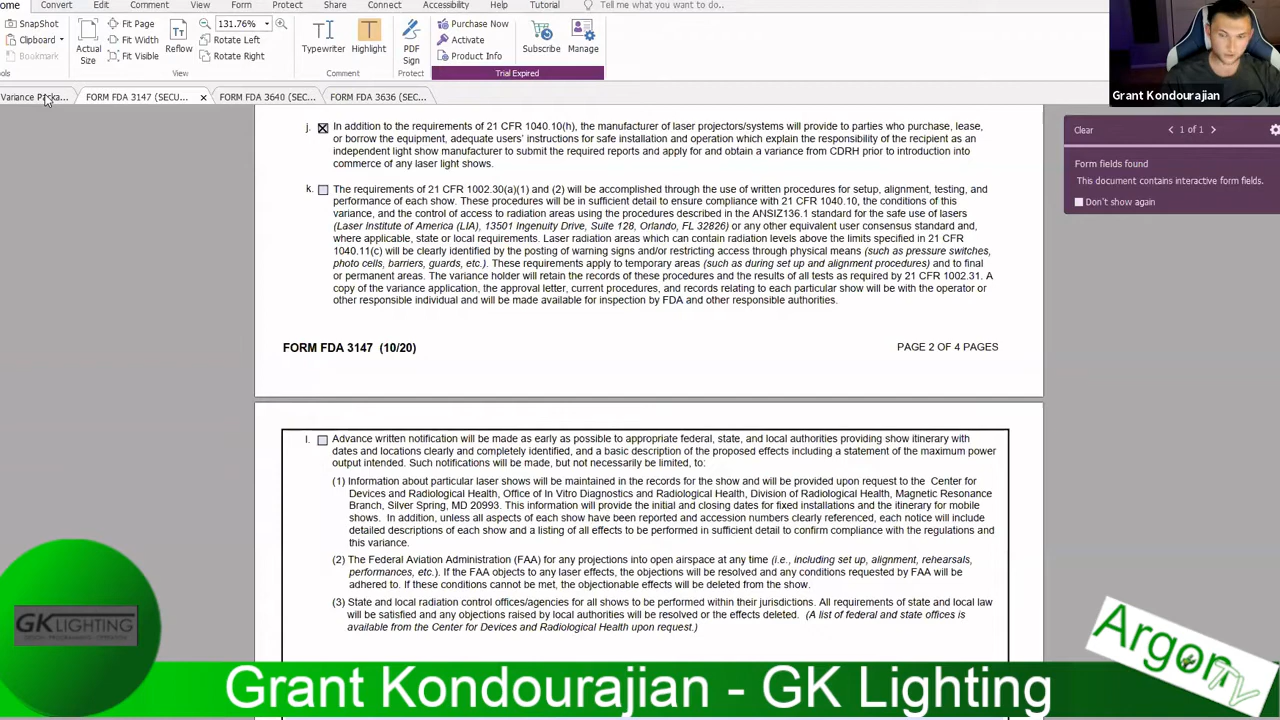 ome Convert Edit Comment View Form Protect Share Connect Accessibility Help Tutorial Tell me what you want to do...
SnapShot
Clipboard
Bookmark
ols
Actual
Size
Fit Page
Fit Width
Fit Visible
Reflow
131.76%
Rotate Left
Rotate Right
View
Typewriter
Highlight
Comment
PDF
Sign
Protect
Purchase Now
Activate
Product Info
Subscribe
Manage
Trial Expired
Variance Packa...
FORM FDA 3147 (SECU...
FORM FDA 3640 (SEC...
FORM FDA 3636 (SEC...
Grant Kondourajian
Clear 1 of 1
Form fields found
This document contains interactive form fields.
Don't show again
j. In addition to the requirements of 21 CFR 1040.10(h), the manufacturer of laser projectors/systems will provide to parties who purchase, lease,
or borrow the equipment, adequate users' instructions for safe installation and operation which explain the responsibility of the recipient as an
independent light show manufacturer to submit the required reports and apply for and obtain a variance from CDRH prior to introduction into
commerce of any laser light shows.
k. The requirements of 21 CFR 1002.30(a)(1) and (2) will be accomplished through the use of written procedures for setup, alignment, testing, and
performance of each show. These procedures will be in sufficient detail to ensure compliance with 21 CFR 1040.10, the conditions of this
variance, and the control of access to radiation areas using the procedures described in the ANSIZ136.1 standard for the safe use of lasers
(Laser Institute of America (LIA), 13501 Ingenuity Drive, Suite 128, Orlando, FL 32826) or any other equivalent user consensus standard and,
where applicable, state or local requirements. Laser radiation areas which can contain radiation levels above the limits specified in 21 CFR
1040.11(c) will be clearly identified by the posting of warning signs and/or restricting access through physical means (such as pressure switches,
photo cells, barriers, guards, etc.). These requirements apply to temporary areas (such as during set up and alignment procedures) and to final
or permanent areas. The variance holder will retain the records of these procedures and the results of all tests as required by 21 CFR 1002.31. A
copy of the variance application, the approval letter, current procedures, and records relating to each particular show will be with the operator or
other responsible individual and will be made available for inspection by FDA and other responsible authorities.
FORM FDA 3147 (10/20) PAGE 2 OF 4 PAGES
l. Advance written notification will be made as early as possible to appropriate federal, state, and local authorities providing show itinerary with
dates and locations clearly and completely identified, and a basic description of the proposed effects including a statement of the maximum power
output intended. Such notifications will be made, but not necessarily be limited, to:
(1) Information about particular laser shows will be maintained in the records for the show and will be provided upon request to the Center for
Devices and Radiological Health, Office of In Vitro Diagnostics and Radiological Health, Division of Radiological Health, Magnetic Resonance
Branch, Silver Spring, MD 20993. This information will provide the initial and closing dates for fixed installations and the itinerary for mobile
shows. In addition, unless all aspects of each show have been reported and accession numbers clearly referenced, each notice will include
detailed descriptions of each show and a listing of all effects to be performed in sufficient detail to confirm compliance with the regulations and
this variance.
(2) The Federal Aviation Administration (FAA) for any projections into open airspace at any time (i.e., including set up, alignment, rehearsals,
performances, etc.). If the FAA objects to any laser effects, the objections will be resolved and any conditions requested by FAA will be
adhered to. If these conditions cannot be met, the objectionable effects will be deleted from the show.
(3) State and local radiation control offices/agencies for all shows to be performed within their jurisdictions. All requirements of state and local law
will be satisfied and any objections raised by local authorities will be resolved or the effects deleted. (A list of federal and state offices is
available from the Center for Devices and Radiological Health upon request.)
GKLIGHTING
Argon
TV
Grant Kondourajian - GK Lighting